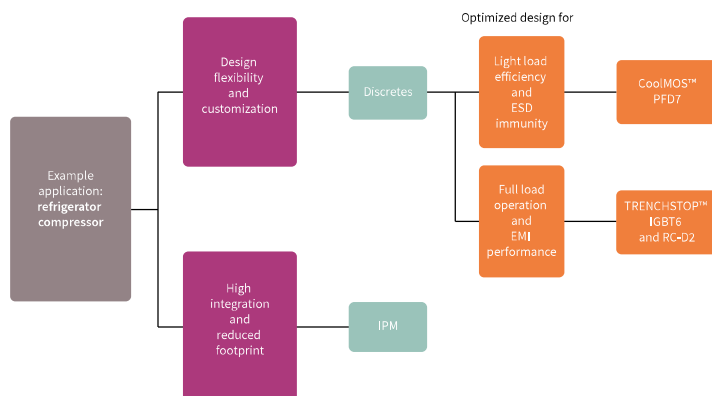 Optimized design for
Design
flexibility
and
customization
Discretes
Light load
efficiency
and
ESD
immunity
CoolMOS™
PFD7
Example
application:
refrigerator
compressor
Full load
operation
and
EMI
performance
TRENCHSTOP™
IGBT6
and RC-D2
High
integration
and
reduced
footprint
IPM